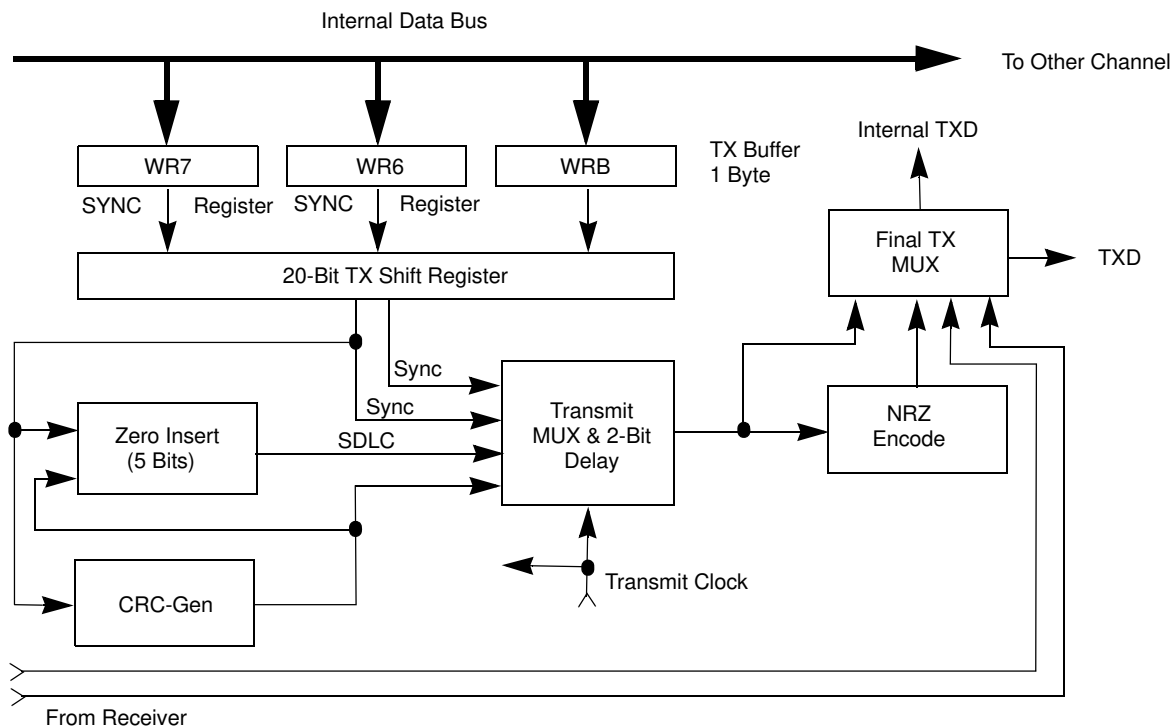 Internal Data Bus
To Other Channel
Internal TXD
WR7
WR6
WRB
TX Buffer
1 Byte
SYNC
Register
SYNC
Register
Final TX
MUX
TXD
20-Bit TX Shift Register
Sync
Sync
Zero Insert
(5 Bits)
SDLC
Transmit
MUX & 2-Bit
Delay
NRZ
Encode
CRC-Gen
Transmit Clock
From Receiver